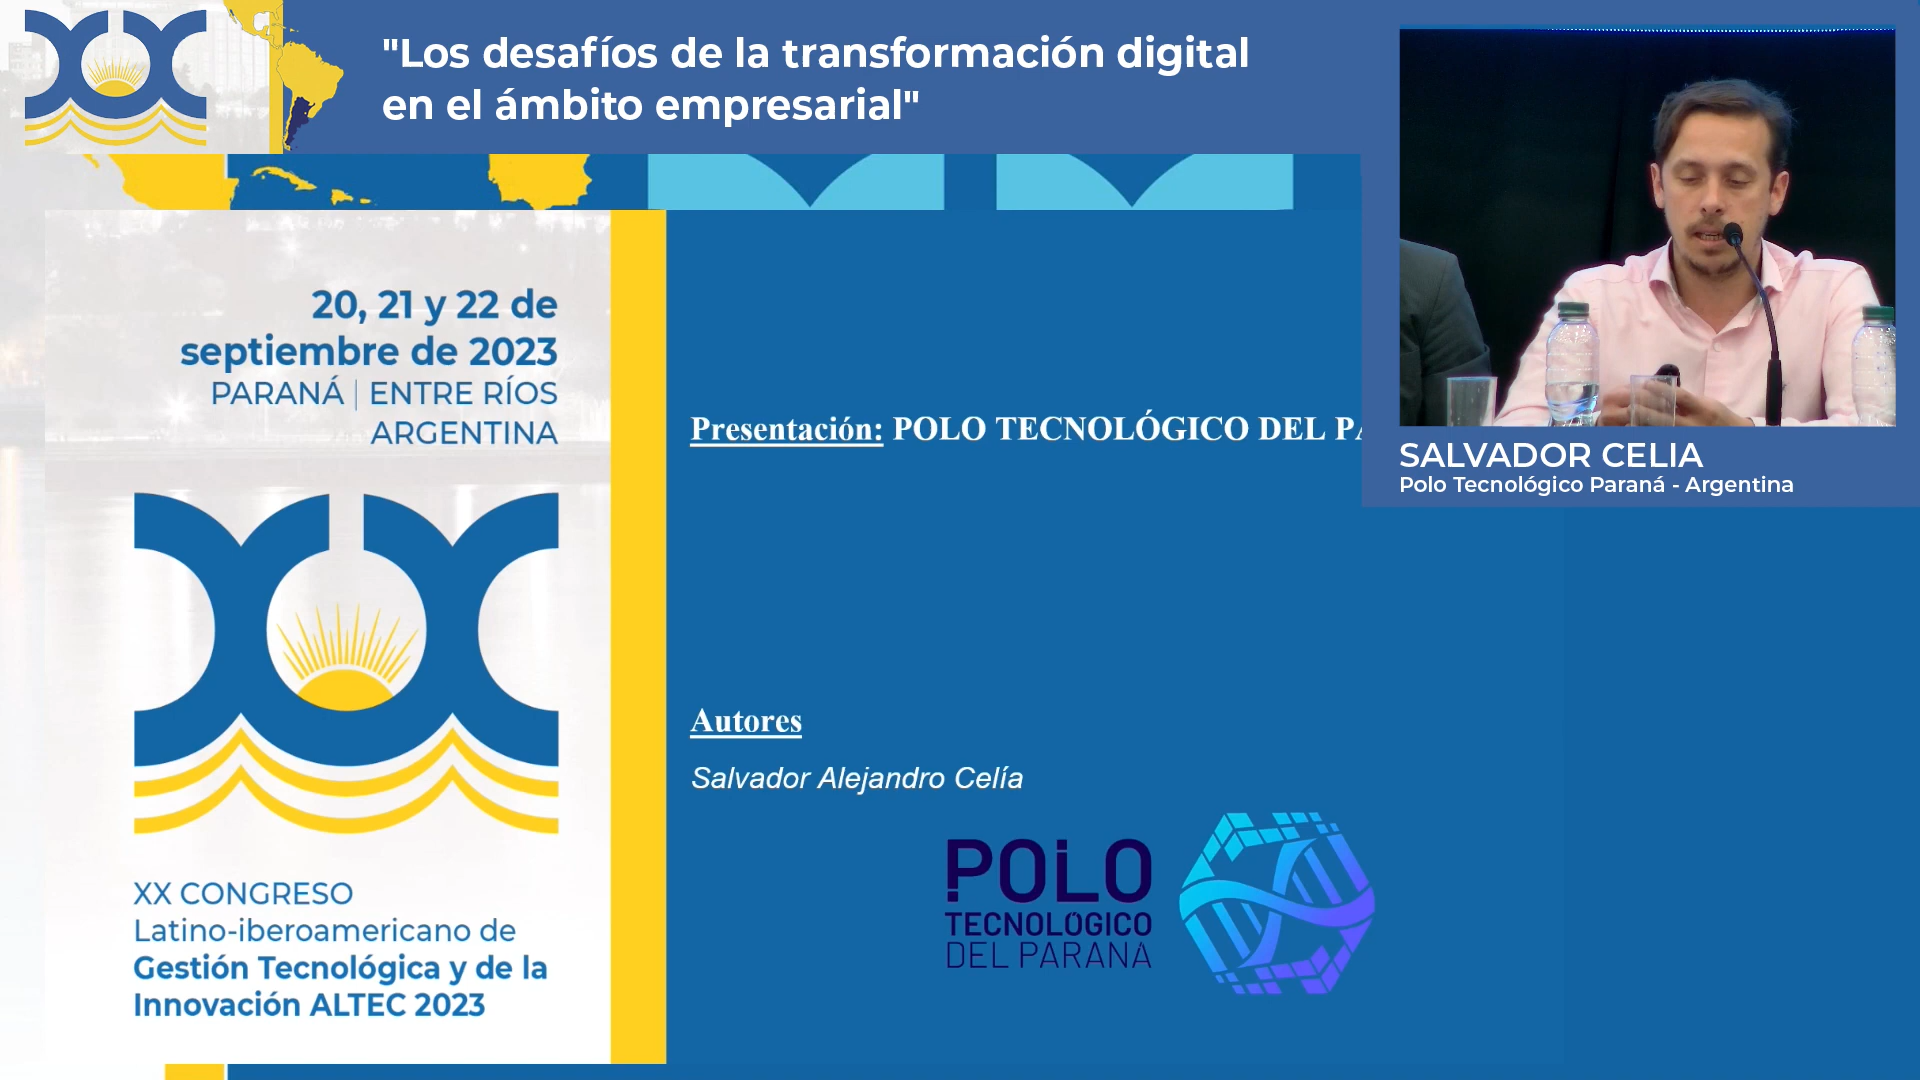 "Los desafíos de la transformación digital
en el ámbito empresarial"
20, 21 y 22 de
septiembre de 2023
PARANÁ | ENTRE RÍOS
ARGENTINA
XX CONGRESO
Latino-iberoamericano de
Gestión Tecnológica y de la
Innovación ALTEC 2023
Presentación: POLO TECNOLÓGICO DEL
Autores
Salvador Alejandro Celía
POLO
TECNOLÓGICO
DEL PARANÁ
SALVADOR CELIA
Polo Tecnológico Paraná - Argentina